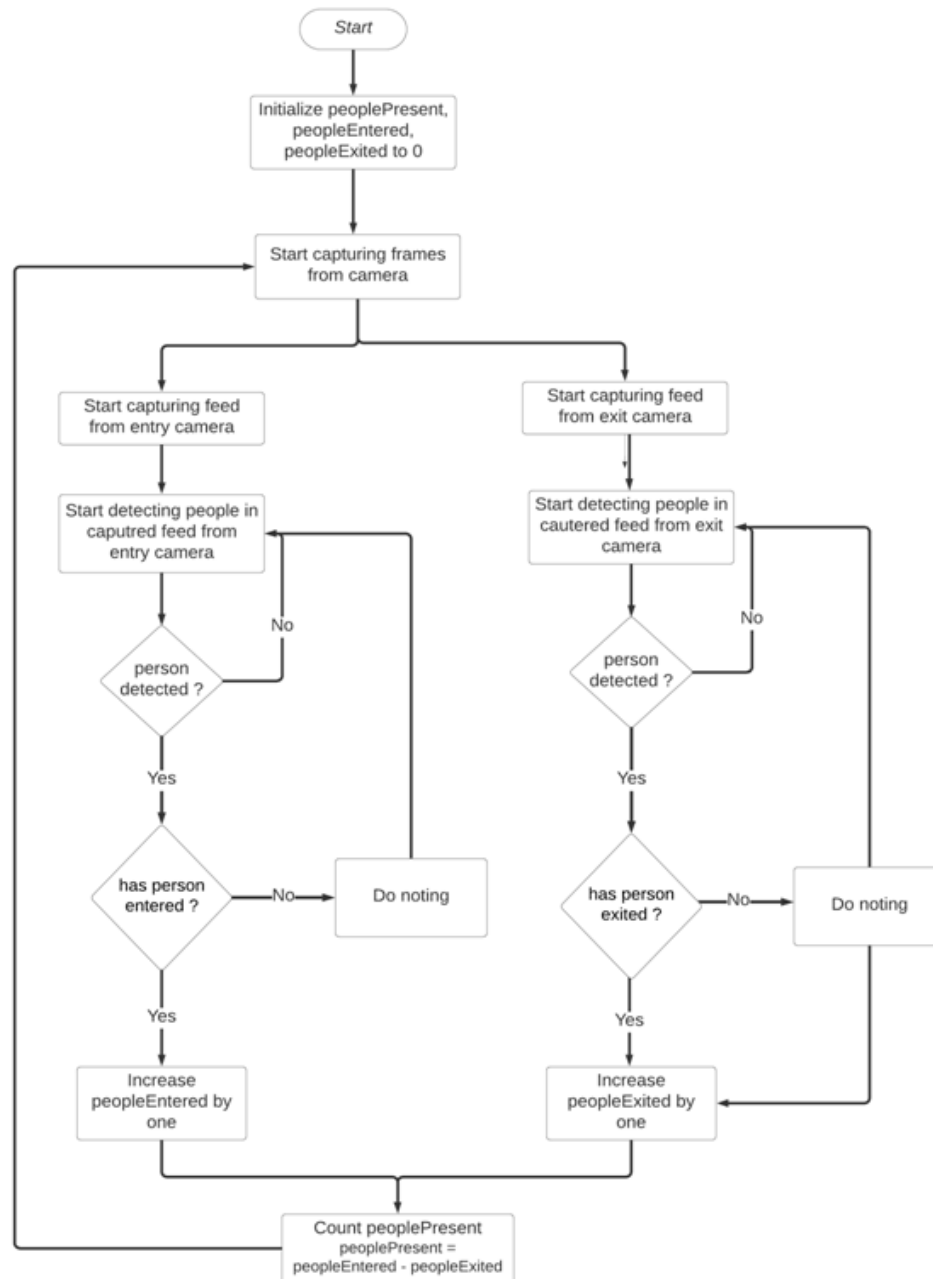 Start
Initialize peoplePresent,
peopleEntered,
peopleExited to 0
Start capturing frames
from camera
Start capturing feed
from entry camera
Start capturing feed
from exit camera
Start detecting people in
caputred feed from
entry camera
Start detecting people in
cautered feed from exit
camera
No
No
person
detected ?
person
detected ?
Yes
Yes
has person
entered ?
No
Do noting
has person
exited ?
No
Do noting
Yes
Yes
Increase
peopleEntered by
one
Increase
peopleExited by
one
Count peoplePresent
peoplePresent =
peopleEntered - peopleExited